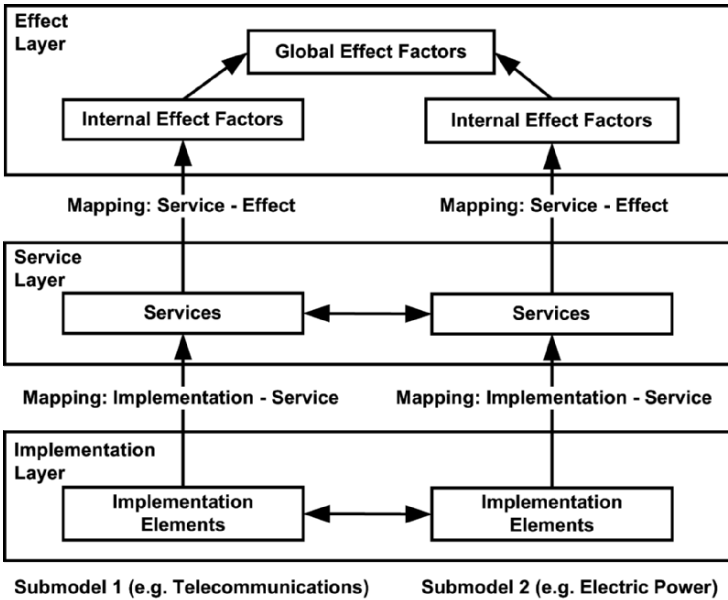 Effect
Layer
Global Effect Factors
Internal Effect Factors
Internal Effect Factors
Mapping: Service - Effect
Mapping: Service - Effect
Service
Layer
Services
Services
Mapping: Implementation - Service
Mapping: Implementation - Service
Implementation
Layer
Implementation
Elements
Implementation
Elements
Submodel 1 (e.g. Telecommunications)
Submodel 2 (e.g. Electric Power)